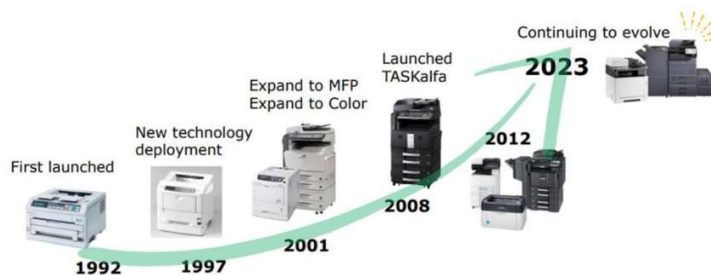 First launched
1992
New technology
deployment
1997
Expand to MFP
Expand to Color
2001
Launched
TASKalfa
2008
2012
Continuing to evolve
2023